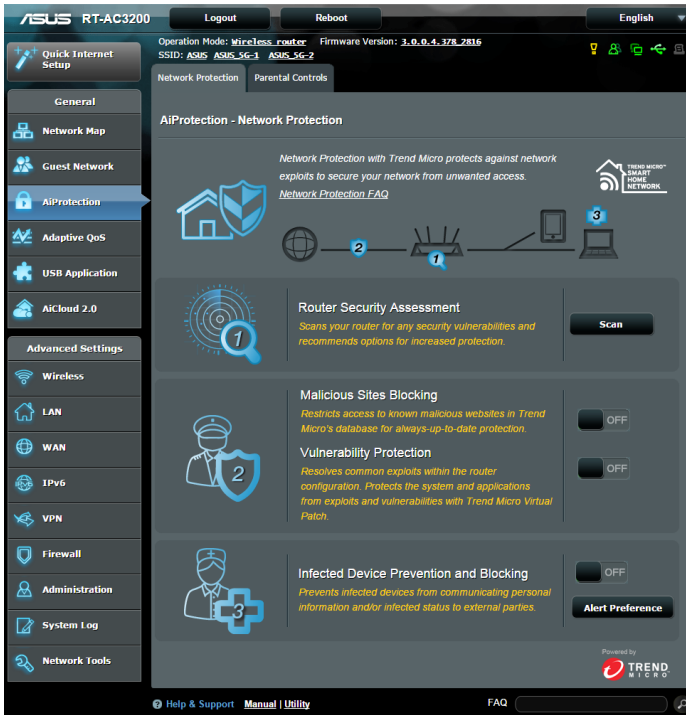 ASUS RT-AC3200 Logout Reboot English
Quick Internet Setup
Operation Mode: Wireless router Firmware Version: 3.0.0.4.378_2816
SSID: ASUS ASUS_5G-1 ASUS_5G-2
Network Protection Parental Controls
General
Network Map
Guest Network
AiProtection
Adaptive QoS
USB Application
AiCloud 2.0
Advanced Settings
Wireless
LAN
WAN
IPv6
VPN
Firewall
Administration
System Log
Network Tools
AiProtection - Network Protection
Network Protection with Trend Micro protects against network
exploits to secure your network from unwanted access.
Network Protection FAQ
TREND MICRO™
SMART
HOME
NETWORK
3
2
1
1
Router Security Assessment
Scans your router for any security vulnerabilities and
recommends options for increased protection.
Scan
2
Malicious Sites Blocking
Restricts access to known malicious websites in Trend
Micro's database for always-up-to-date protection.
OFF
Vulnerability Protection
Resolves common exploits within the router
configuration. Protects the system and applications
from exploits and vulnerabilities with Trend Micro Virtual
Patch.
OFF
3
Infected Device Prevention and Blocking
Prevents infected devices from communicating personal
information and/or infected status to external parties.
OFF
Alert Preference
Powered by
TREND
MICRO
Help & Support Manual | Utility FAQ